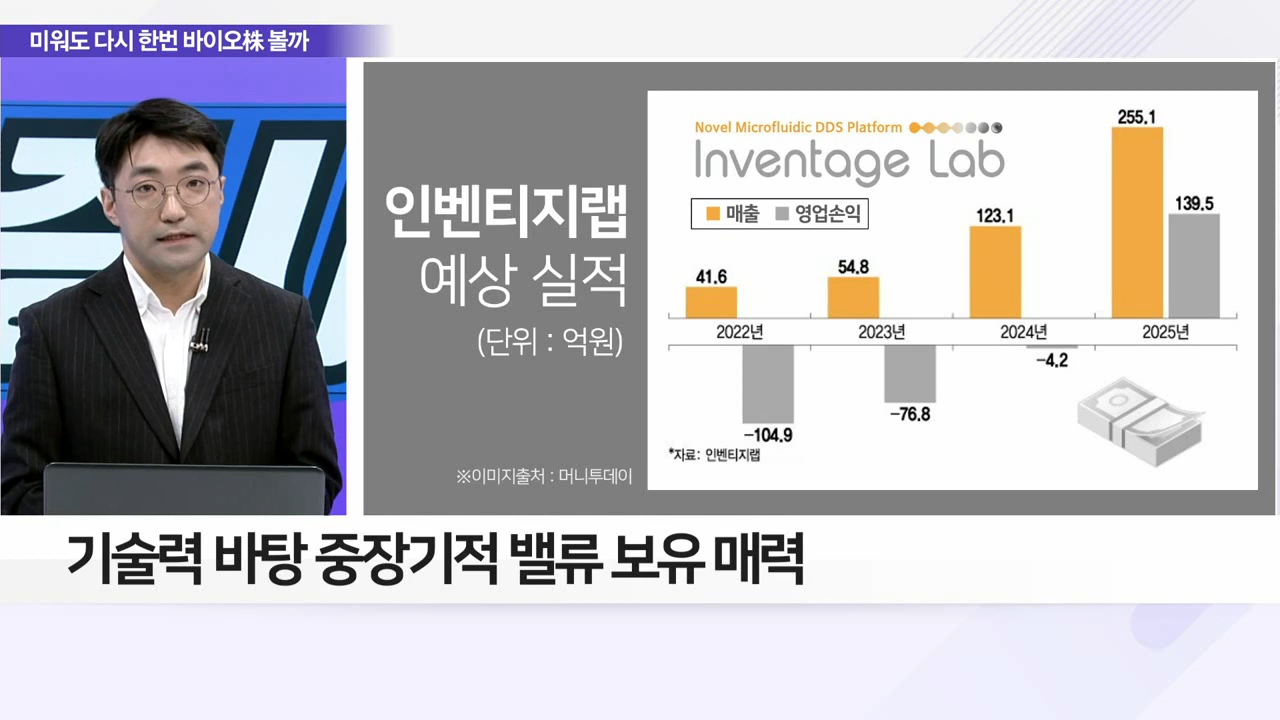 미워도 다시 한번 바이오株 볼까
인벤티지랩
예상 실적
(단위 : 억원)
※이미지출처 : 머니투데이
Novel Microfluidic DDS Platform
Inventage Lab
매출 영업손익
41.6
54.8
123.1
255.1
139.5
2022년 2023년 2024년 2025년
-104.9
-76.8
-4.2
*자료: 인벤티지랩
기술력 바탕 중장기적 밸류 보유 매력